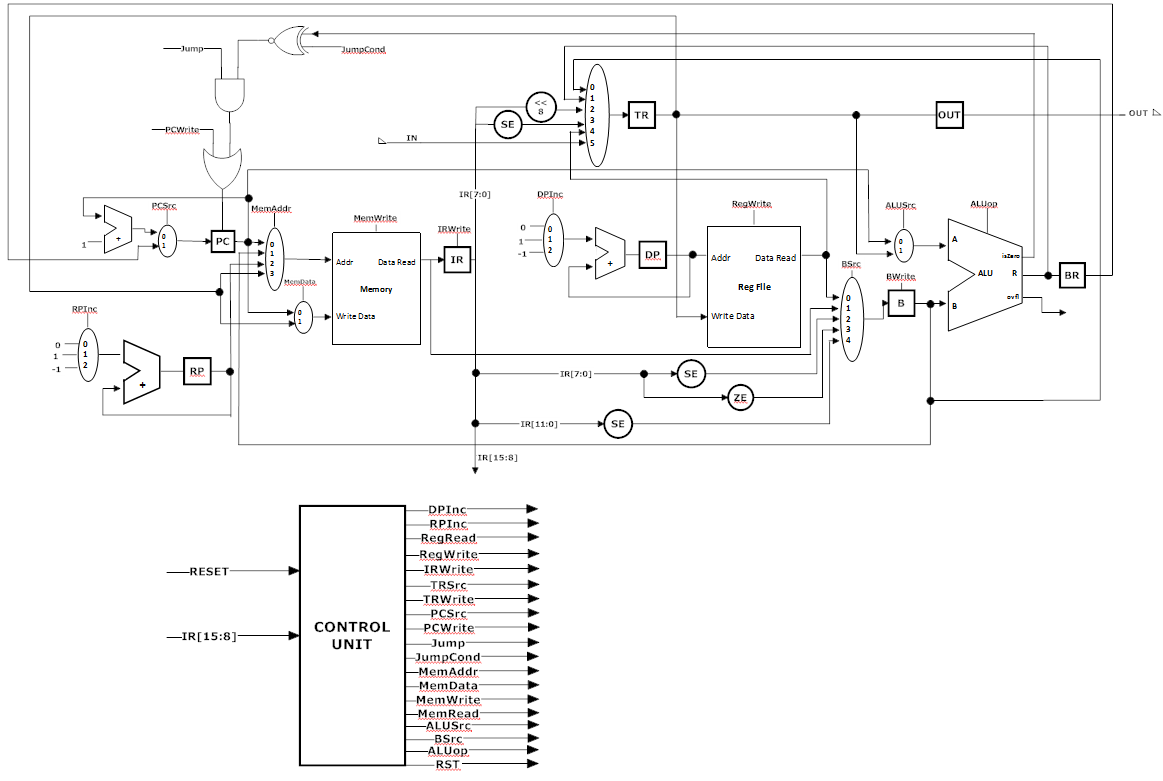 Jump
JumpCond
<<
8
0
1
2
3
4
5
TR
OUT
OUT
SE
IN
PCWrite
IR[7:0]
DPInc
RegWrite
ALUSrc
ALUop
PCSrc
MemAddr
MemWrite
IRWrite
0
1
-1
0
1
2
+
1
0
1
PC
0
1
2
3
Addr
Data Read
Memory
Write Data
IR
+
DP
Addr
Data Read
Reg File
Write Data
BSrc
0
1
2
3
4
BWrite
B
0
1
A
B
ALU
isZero
R
ovfl
BR
MemData
0
1
RPInc
0
1
-1
0
1
2
+
RP
IR[7:0]
SE
ZE
IR[11:0]
SE
IR[15:8]
RESET
IR[15:8]
CONTROL
UNIT
DPInc
RPInc
RegRead
RegWrite
IRWrite
TRSrc
TRWrite
PCSrc
PCWrite
Jump
JumpCond
MemAddr
MemData
MemWrite
MemRead
ALUSrc
BSrc
ALUop
RST